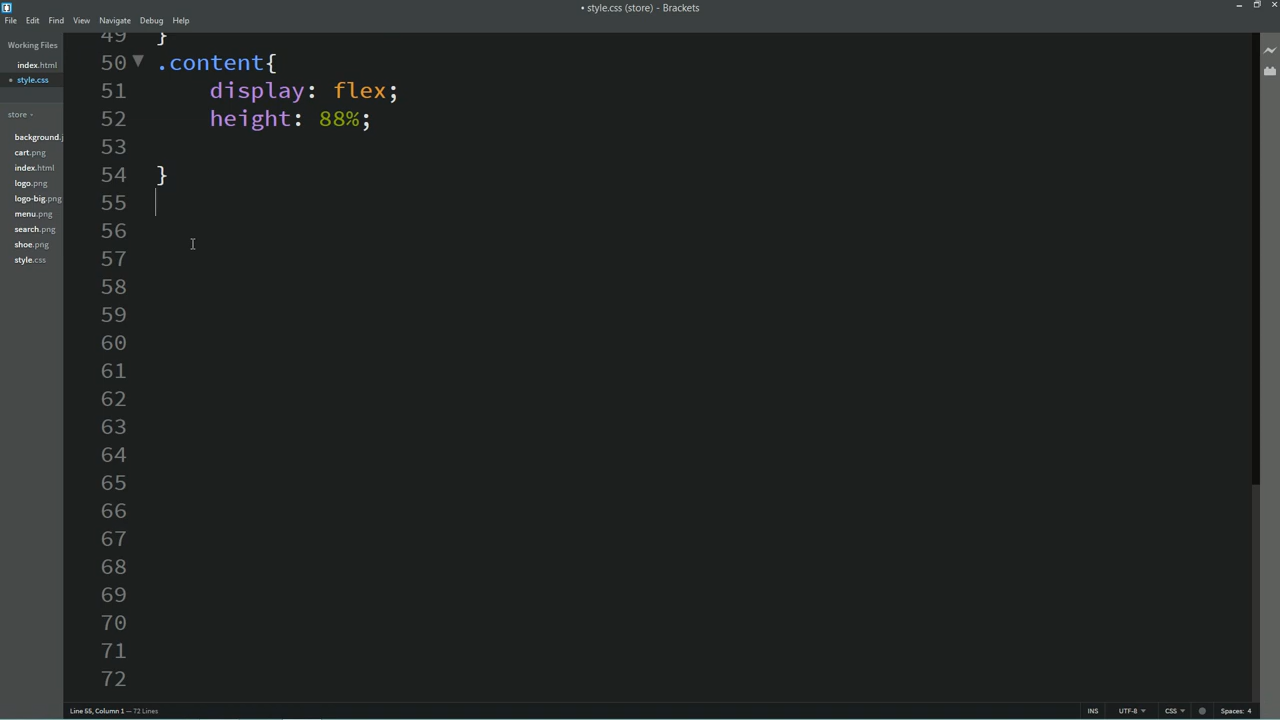 • style.css (store) - Brackets
File Edit Find View Navigate Debug Help
Working Files
index.html
• style.css
store
background.j
cart.png
index.html
logo.png
logo-big.png
menu.png
search.png
shoe.png
style.css
49 }
50 .content{
51 display: flex;
52 height: 88%;
53
54 }
55
56
57
58
59
60
61
62
63
64
65
66
67
68
69
70
71
72
Line 55, Column 1 — 72 Lines
INS UTF-8 CSS Spaces: 4